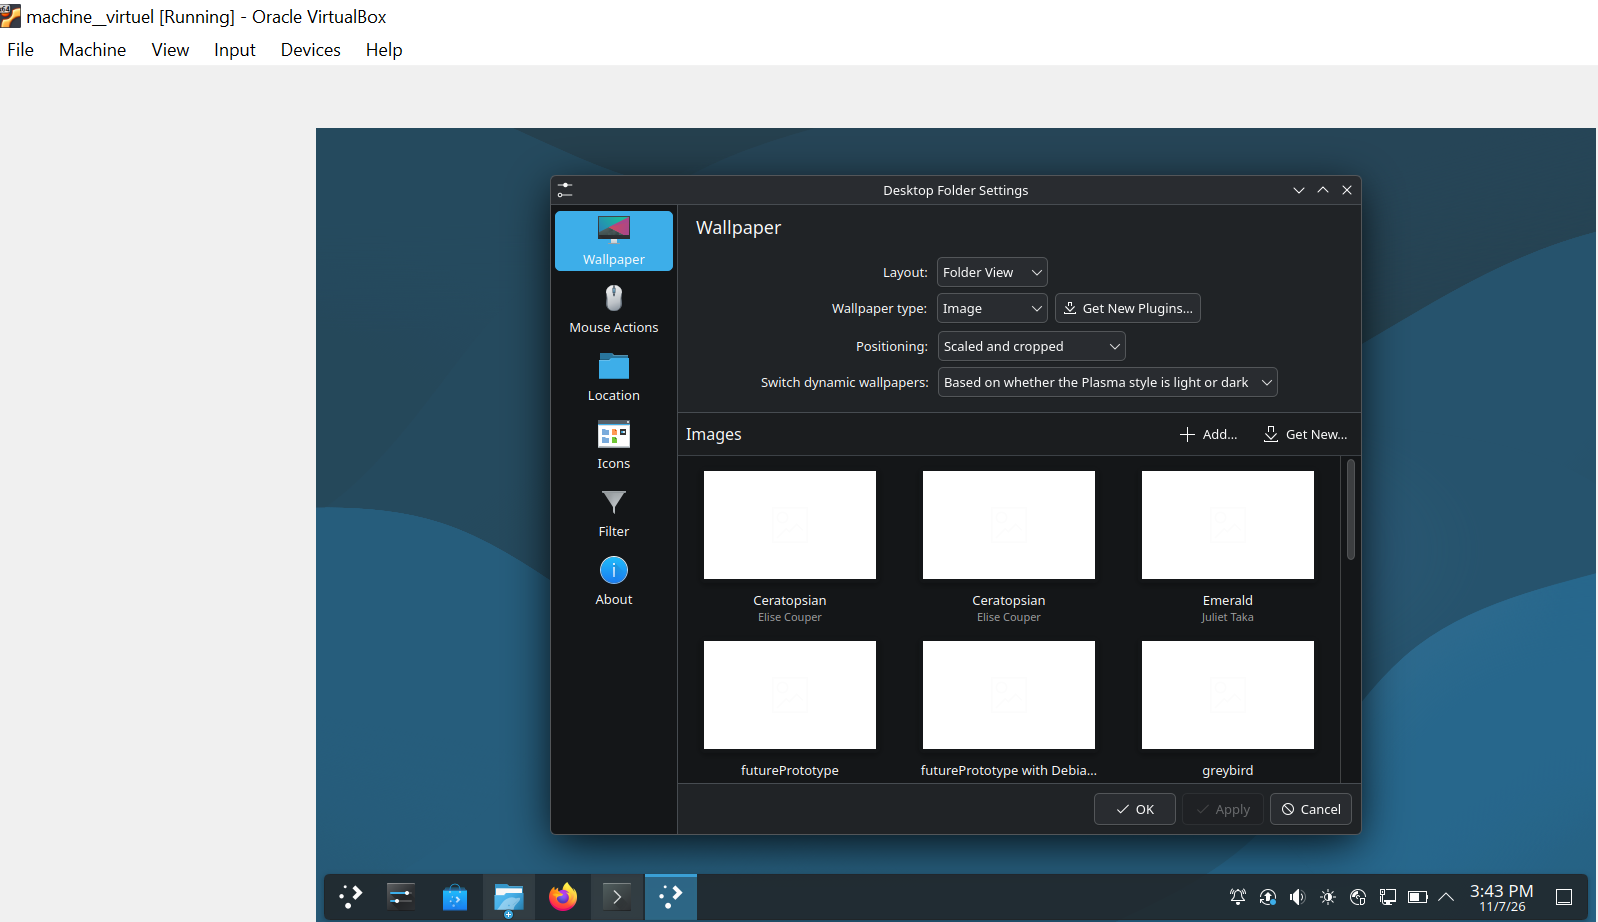 machine__virtuel [Running] - Oracle VirtualBox
File Machine View Input Devices Help
Desktop Folder Settings
Wallpaper
Mouse Actions
Location
Icons
Filter
About
Wallpaper
Layout: Folder View
Wallpaper type: Image Get New Plugins...
Positioning: Scaled and cropped
Switch dynamic wallpapers: Based on whether the Plasma style is light or dark
Images Add... Get New...
Ceratopsian Ceratopsian Emerald
Elise Couper Elise Couper Juliet Taka
futurePrototype futurePrototype with Debia... greybird
OK Apply Cancel
3:43 PM
11/7/26